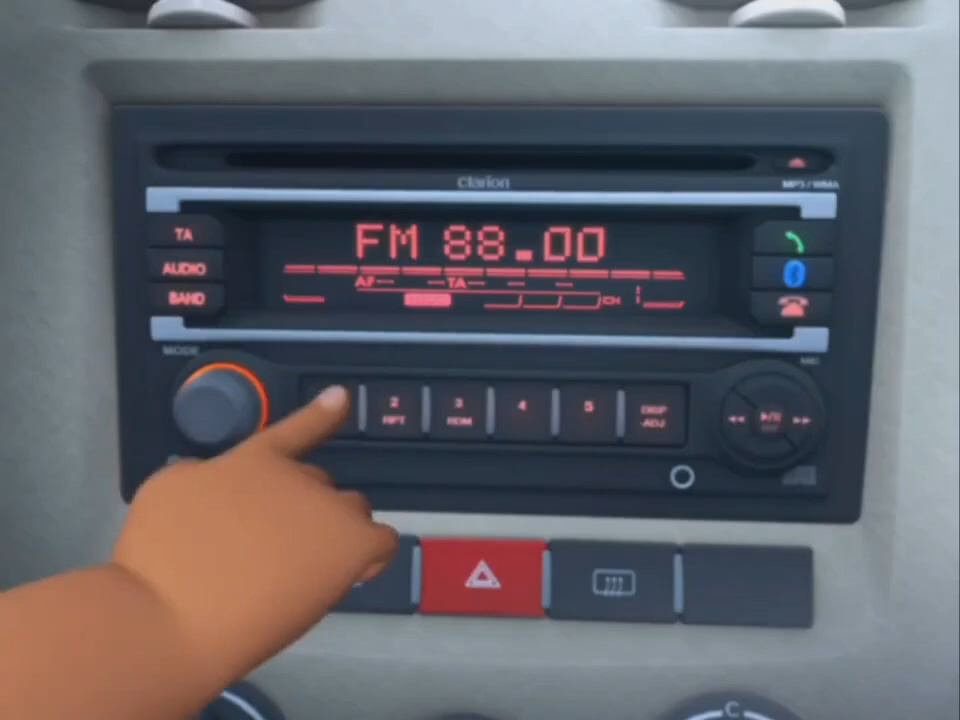 clarion
MP3/WMA
TA
FM 88.00
AUDIO
AF TA
BAND
CH
MODE
MIC
2
RPT
3
RDM
4
5
DISP
ADJ
C